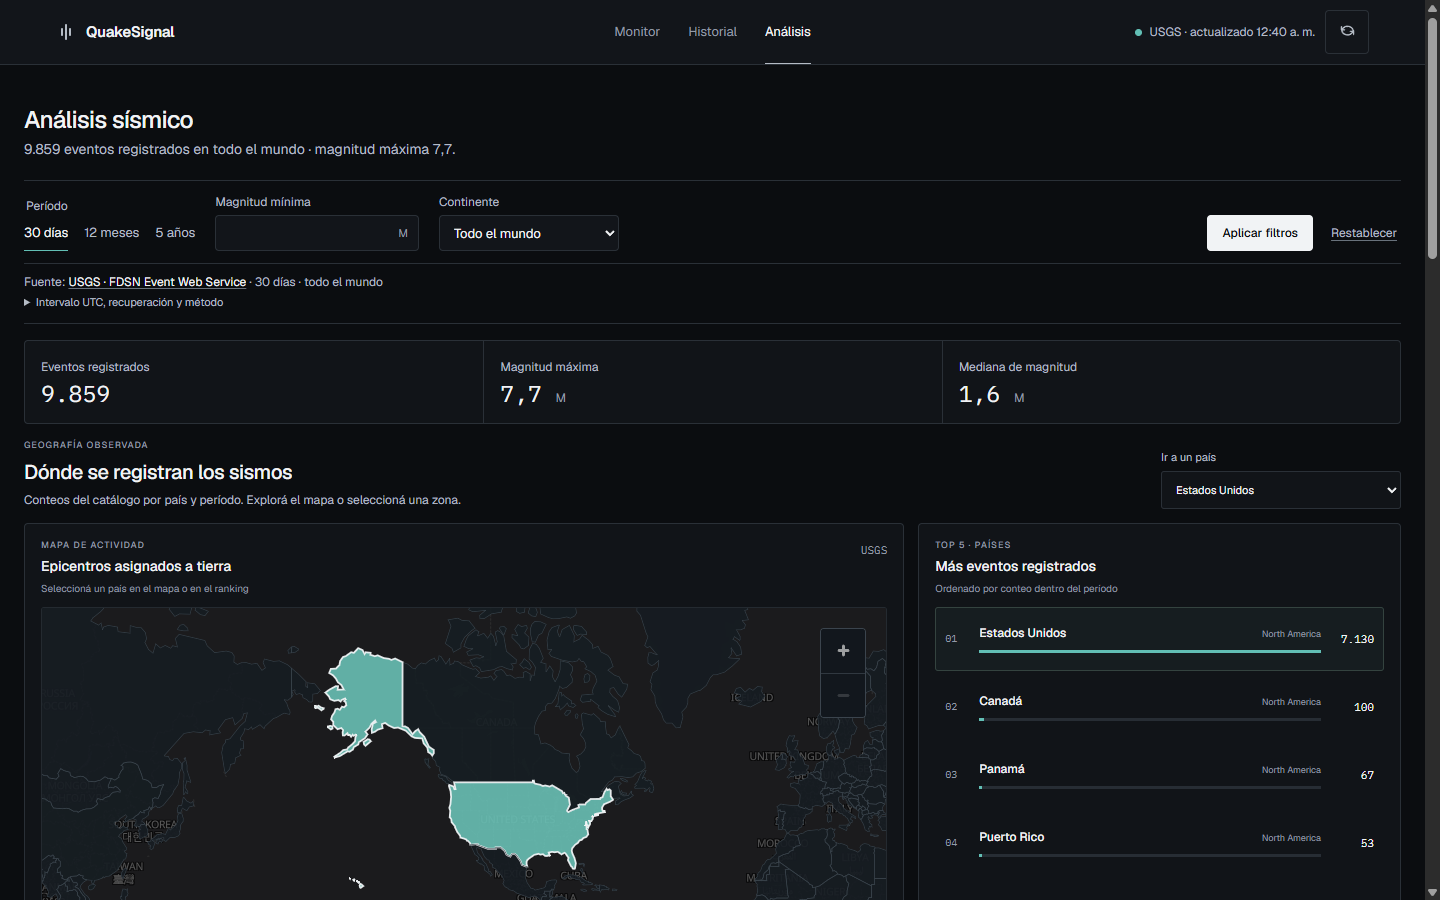 QuakeSignal
Monitor
Historial
Análisis
USGS · actualizado 12:40 a. m.
Análisis sísmico
9.859 eventos registrados en todo el mundo · magnitud máxima 7,7.
Período
30 días
12 meses
5 años
Magnitud mínima
M
Continente
Todo el mundo
Aplicar filtros
Restablecer
Fuente: USGS · FDSN Event Web Service · 30 días · todo el mundo
Intervalo UTC, recuperación y método
Eventos registrados
9.859
Magnitud máxima
7,7 M
Mediana de magnitud
1,6 M
GEOGRAFÍA OBSERVADA
Dónde se registran los sismos
Conteos del catálogo por país y período. Explorá el mapa o seleccioná una zona.
Ir a un país
Estados Unidos
MAPA DE ACTIVIDAD
Epicentros asignados a tierra
Seleccioná un país en el mapa o en el ranking
USGS
+
−
CUBA
TOP 5 · PAÍSES
Más eventos registrados
Ordenado por conteo dentro del período
01 Estados Unidos North America 7.130
02 Canadá North America 100
03 Panamá North America 67
04 Puerto Rico North America 53